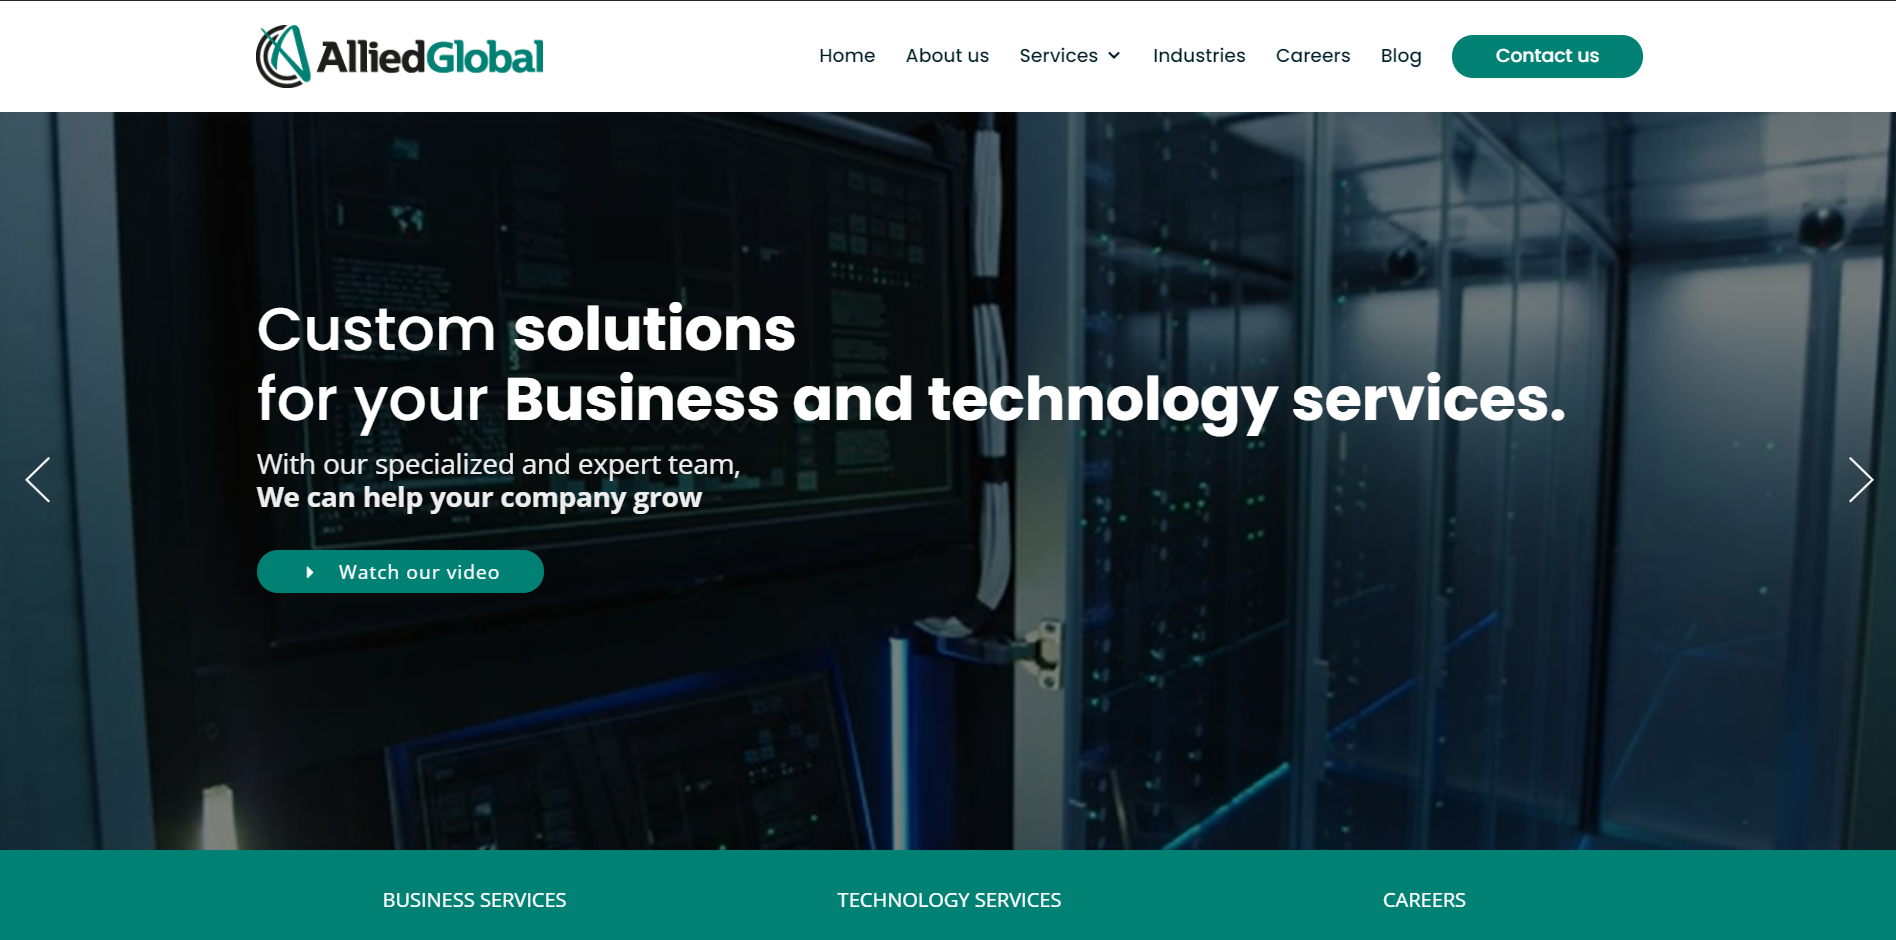 AlliedGlobal
Home
About us
Services
Industries
Careers
Blog
Contact us
Custom solutions
for your Business and technology services.
With our specialized and expert team,
We can help your company grow
Watch our video
BUSINESS SERVICES
TECHNOLOGY SERVICES
CAREERS